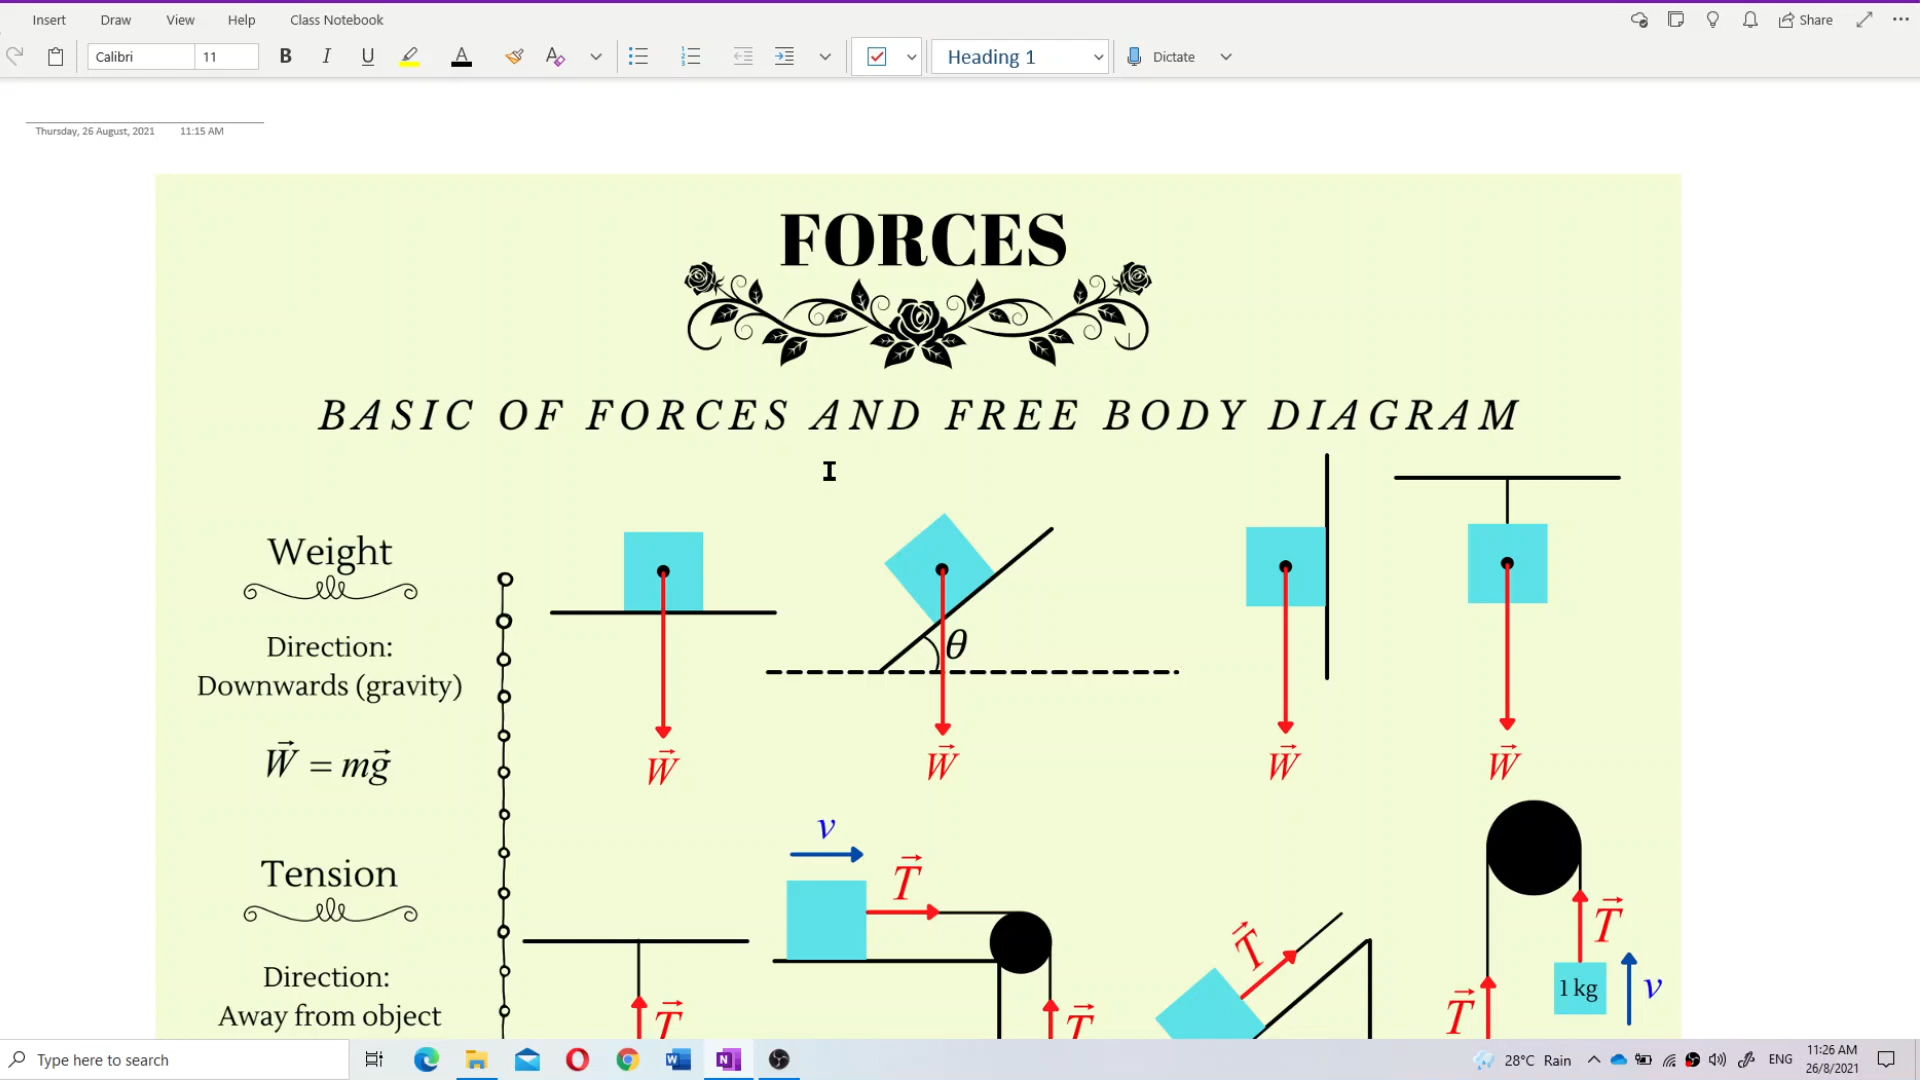 Insert Draw View Help Class Notebook Share
Calibri 11 B I U A A Heading 1 Dictate
Thursday, 26 August, 2021 11:15 AM
FORCES
BASIC OF FORCES AND FREE BODY DIAGRAM
Weight
Direction:
Downwards (gravity)
W⃗ = mg⃗
θ
W⃗ W⃗ W⃗ W⃗
Tension
Direction:
Away from object
v
T⃗
T⃗
T⃗
T⃗
T⃗
T⃗
1 kg
v
Type here to search
28°C Rain
ENG
11:26 AM
26/8/2021